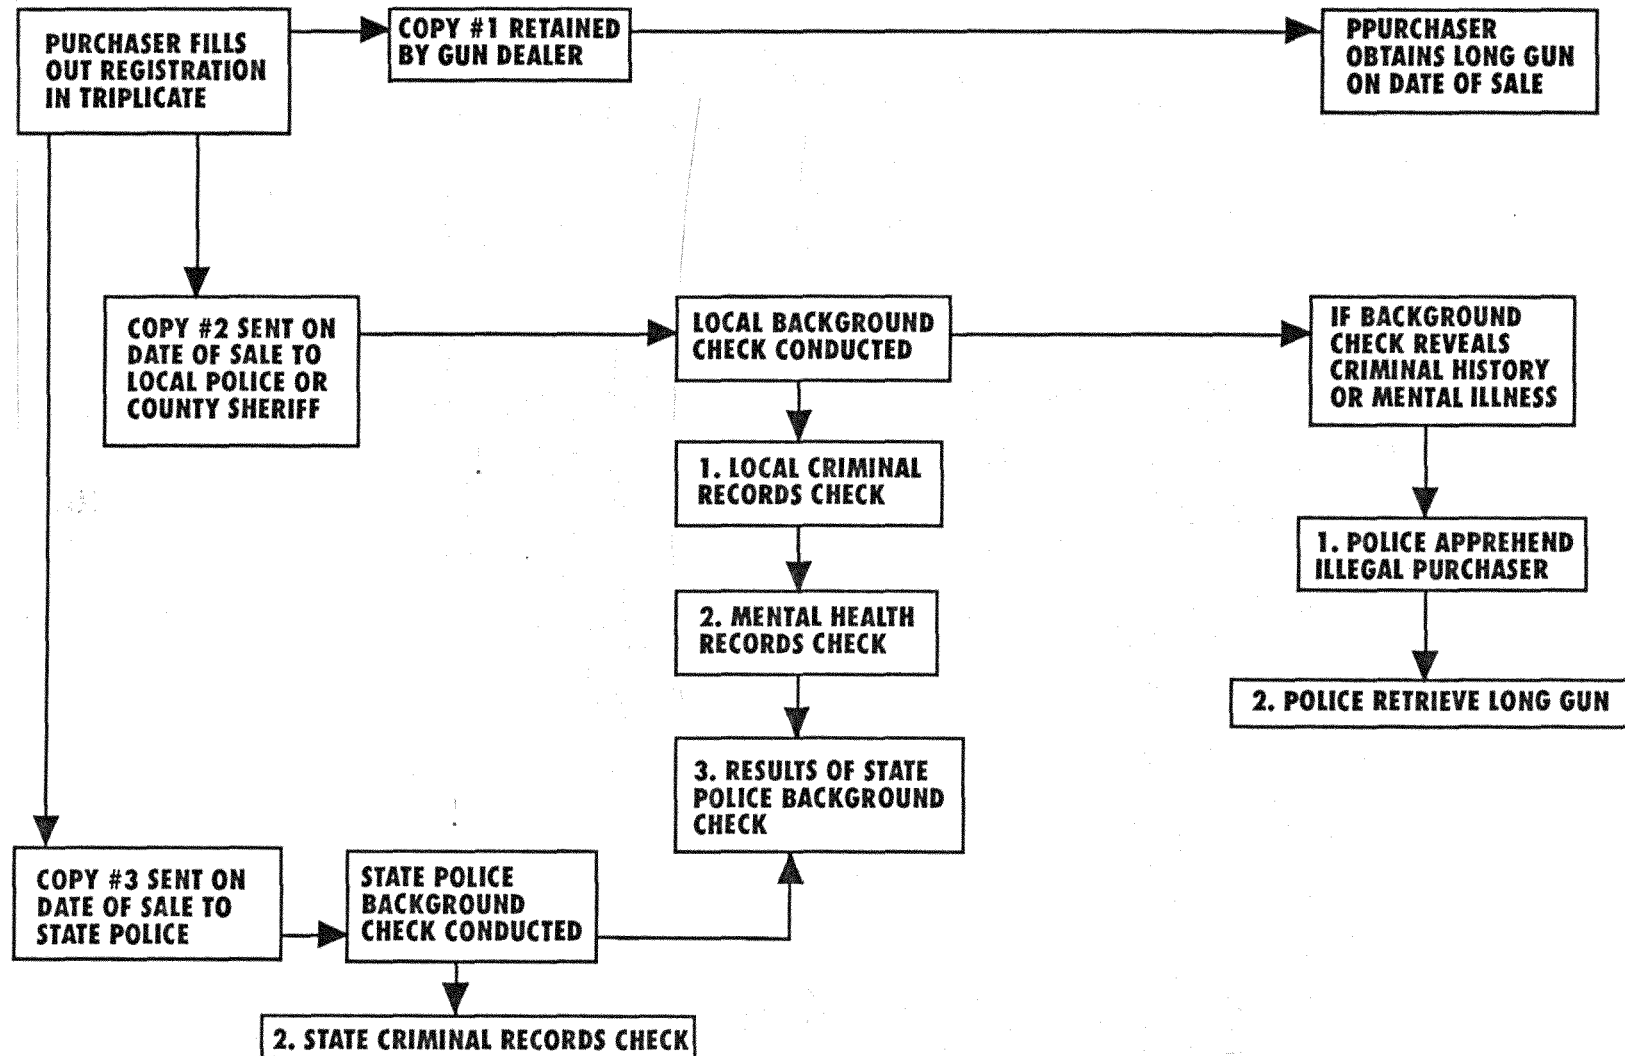 PURCHASER FILLS
OUT REGISTRATION
IN TRIPLICATE
COPY #1 RETAINED
BY GUN DEALER
PPURCHASER
OBTAINS LONG GUN
ON DATE OF SALE
COPY #2 SENT ON
DATE OF SALE TO
LOCAL POLICE OR
COUNTY SHERIFF
LOCAL BACKGROUND
CHECK CONDUCTED
IF BACKGROUND
CHECK REVEALS
CRIMINAL HISTORY
OR MENTAL ILLNESS
1. LOCAL CRIMINAL
RECORDS CHECK
1. POLICE APPREHEND
ILLEGAL PURCHASER
2. MENTAL HEALTH
RECORDS CHECK
2. POLICE RETRIEVE LONG GUN
3. RESULTS OF STATE
POLICE BACKGROUND
CHECK
COPY #3 SENT ON
DATE OF SALE TO
STATE POLICE
STATE POLICE
BACKGROUND
CHECK CONDUCTED
2. STATE CRIMINAL RECORDS CHECK